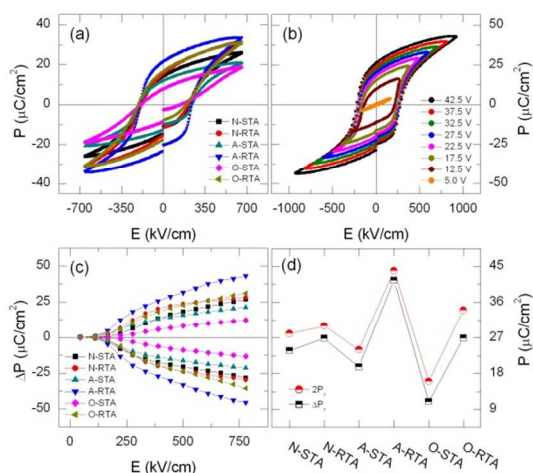 (a)
P (μC/cm²)
40
20
0
-20
-40
N-STA
N-RTA
A-STA
A-RTA
O-STA
O-RTA
-700 -350 0 350 700
E (kV/cm)
(b)
P (μC/cm²)
50
25
0
-25
-50
42.5 V
37.5 V
32.5 V
27.5 V
22.5 V
17.5 V
12.5 V
5.0 V
-1000 -500 0 500 1000
E (kV/cm)
(c)
ΔP (μC/cm²)
50
25
0
-25
-50
N-STA
N-RTA
A-STA
A-RTA
O-STA
O-RTA
0 250 500 750
E (kV/cm)
(d)
P (μC/cm²)
45
36
27
18
9
2Pr
ΔPr
N-STA
N-RTA
A-STA
A-RTA
O-STA
O-RTA